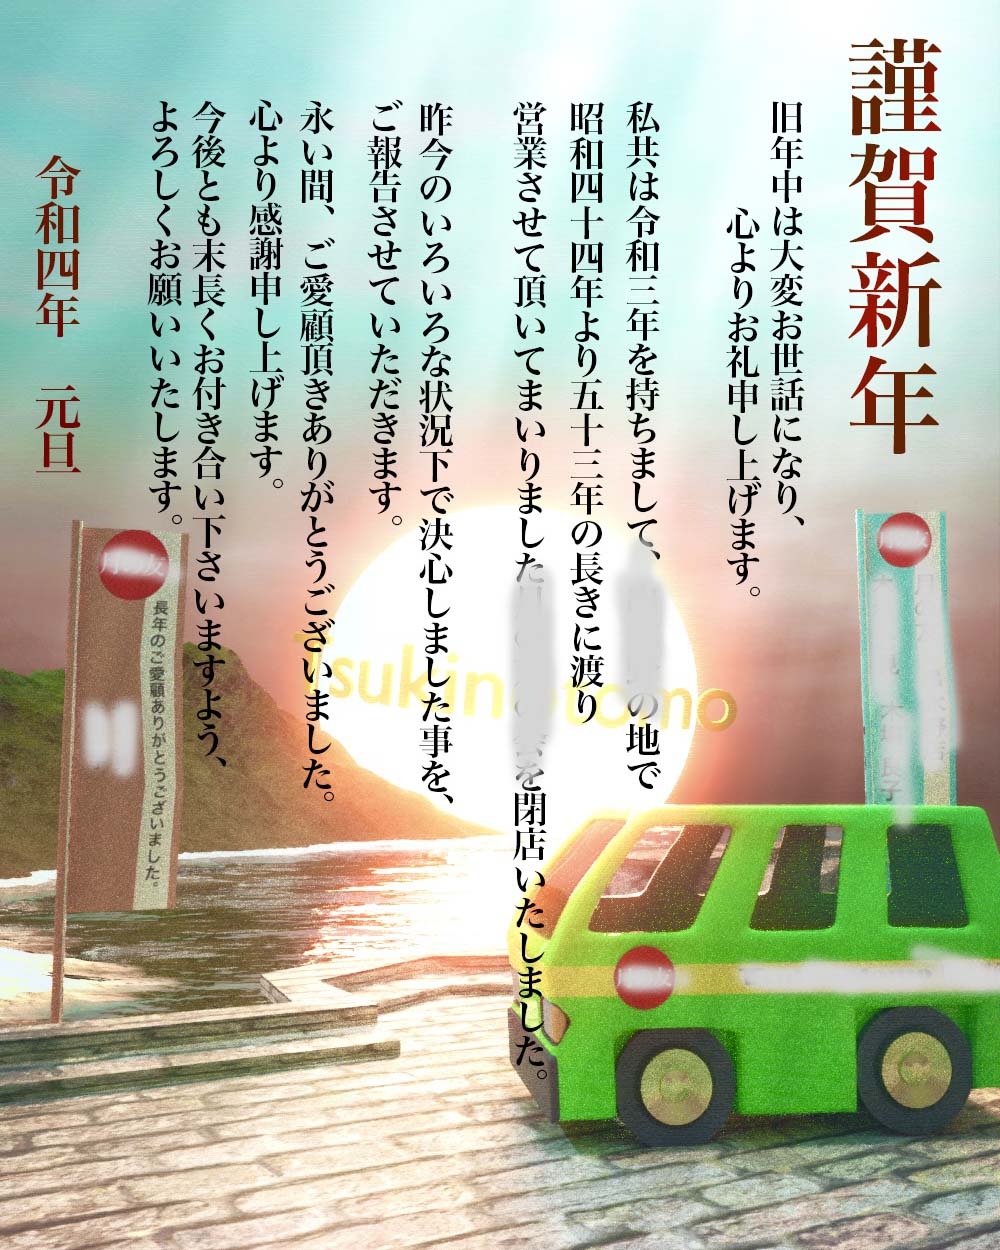 謹賀新年
旧年中は大変お世話になり、
心よりお礼申し上げます。
私共は令和三年を持ちまして、の地で
昭和四十四年より五十三年の長きに渡り
営業させて頂いてまいりましたを閉店いたしました。
昨今のいろいろな状況下で決心しました事を、
ご報告させていただきます。
永い間、ご愛顧頂きありがとうございました。
心より感謝申し上げます。
今後とも末長くお付き合い下さいますよう、
よろしくお願いいたします。
令和四年　元旦
Tsukinotomo
長年のご愛顧ありがとうございました。